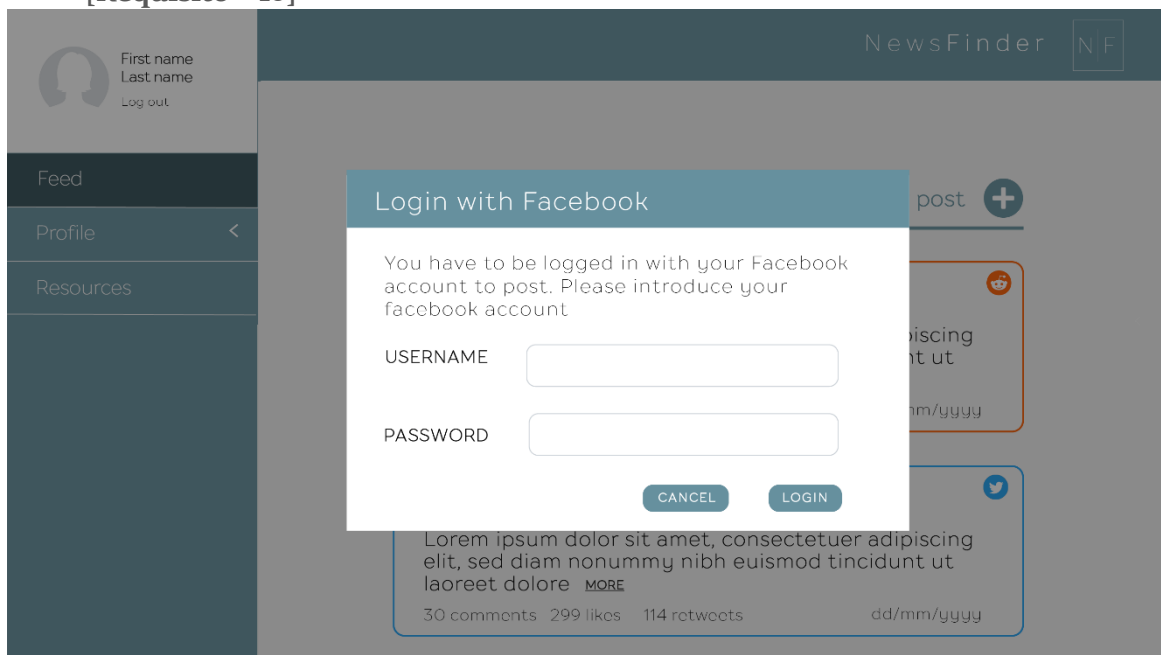 NewsFinder N|F
First name
Last name
Log out
Feed
Profile <
Resources
post
Login with Facebook
You have to be logged in with your Facebook
account to post. Please introduce your
facebook account
USERNAME
PASSWORD
CANCEL LOGIN
nt ut
Lorem ipsum dolor sit amet, consectetuer adipiscing
elit, sed diam nonummy nibh euismod tincidunt ut
laoreet dolore MORE
30 comments 299 likes 114 retweets dd/mm/yyyy